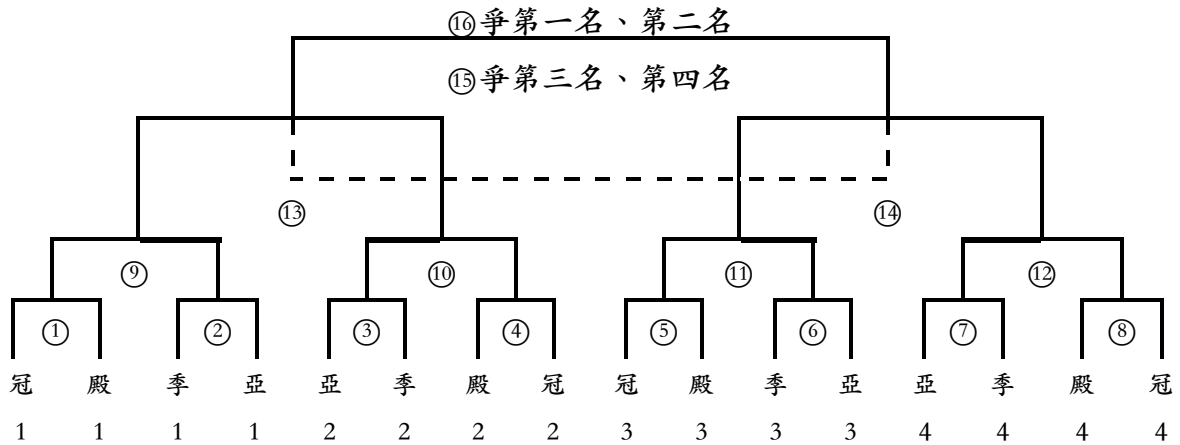 ⑯爭第一名、第二名
⑮爭第三名、第四名
⑬ ⑭
⑨ ⑩ ⑪ ⑫
① ② ③ ④ ⑤ ⑥ ⑦ ⑧
冠 殿 季 亞 亞 季 殿 冠 冠 殿 季 亞 亞 季 殿 冠
1 1 1 1 2 2 2 2 3 3 3 3 4 4 4 4